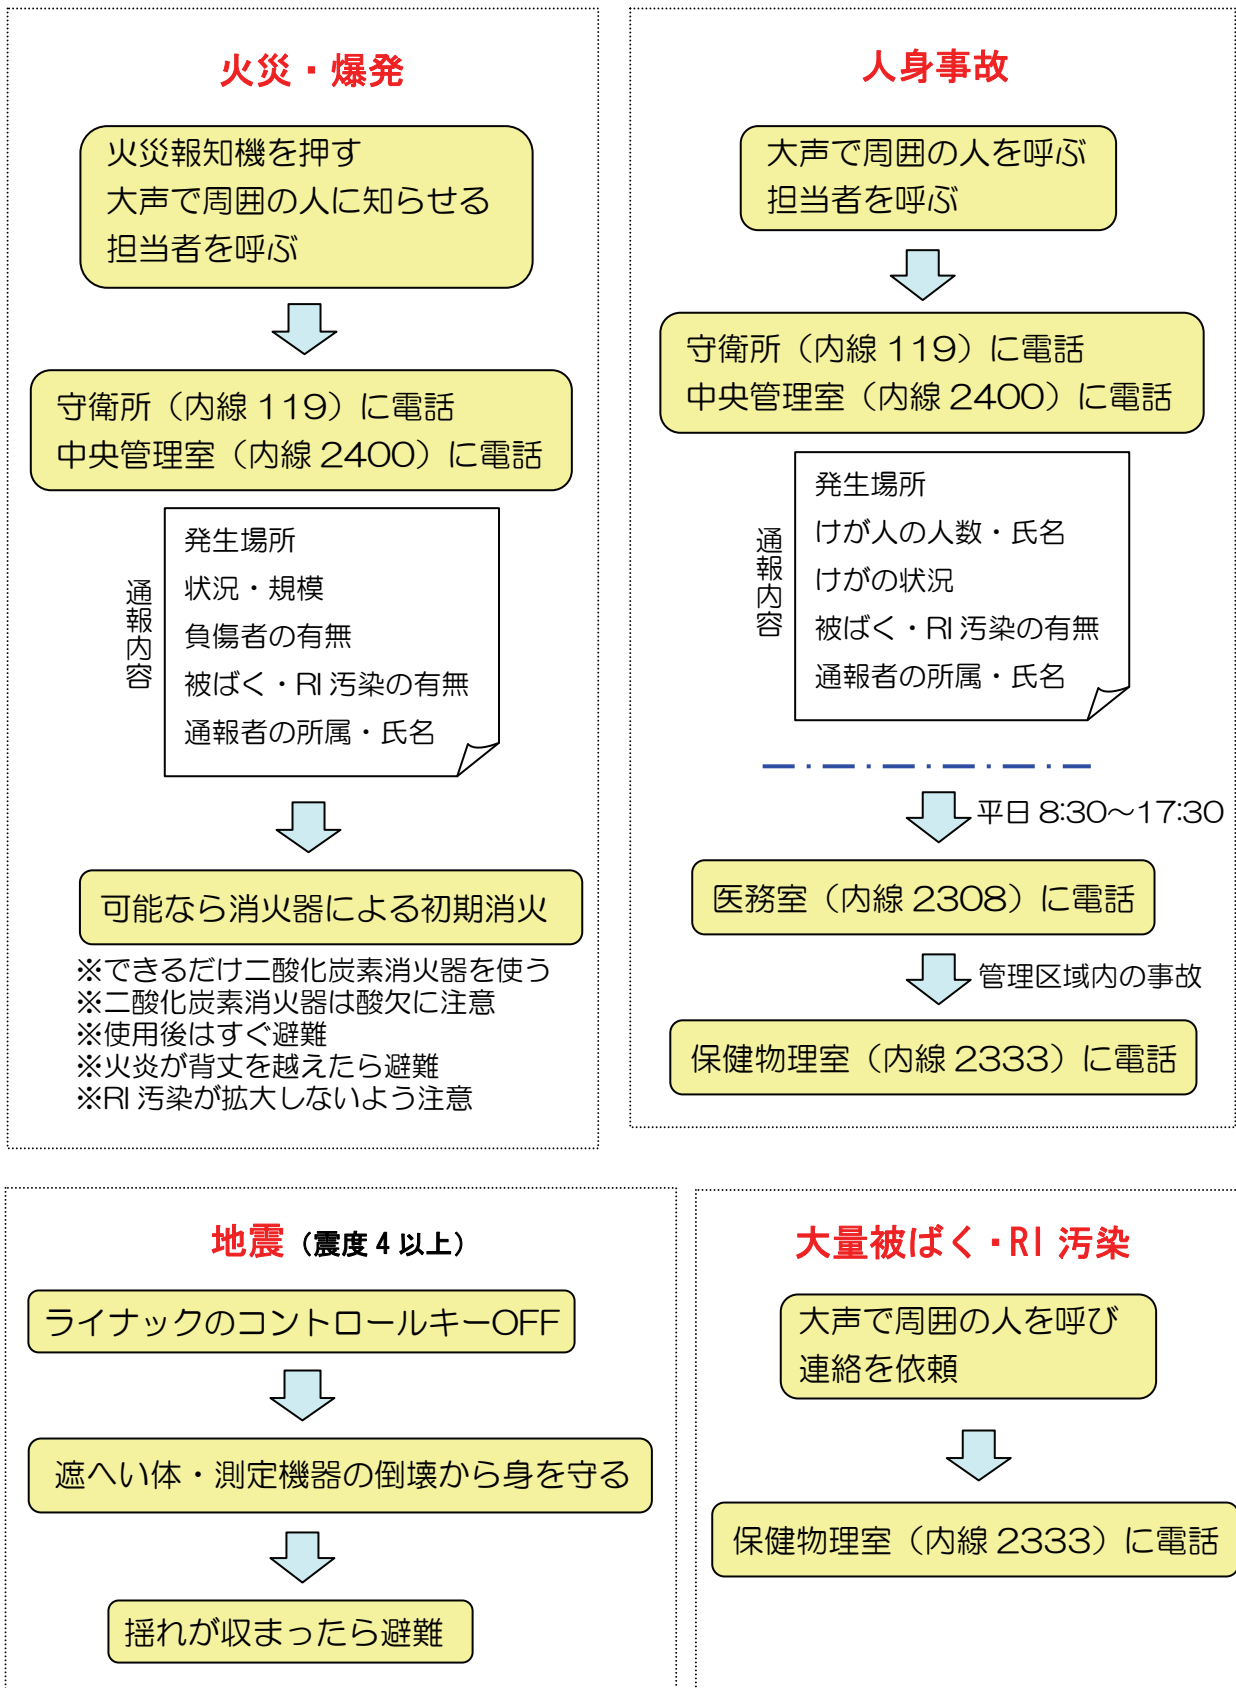 火災・爆発
火災報知機を押す
大声で周囲の人に知らせる
担当者を呼ぶ
守衛所（内線 119）に電話
中央管理室（内線 2400）に電話
通報内容
発生場所
状況・規模
負傷者の有無
被ばく・RI 汚染の有無
通報者の所属・氏名
可能なら消火器による初期消火
※できるだけ二酸化炭素消火器を使う
※二酸化炭素消火器は酸欠に注意
※使用後はすぐ避難
※火炎が背丈を越えたら避難
※RI 汚染が拡大しないよう注意
人身事故
大声で周囲の人を呼ぶ
担当者を呼ぶ
守衛所（内線 119）に電話
中央管理室（内線 2400）に電話
通報内容
発生場所
けが人の人数・氏名
けがの状況
被ばく・RI 汚染の有無
通報者の所属・氏名
平日 8:30～17:30
医務室（内線 2308）に電話
管理区域内の事故
保健物理室（内線 2333）に電話
地震（震度 4 以上）
ライナックのコントロールキーOFF
遮へい体・測定機器の倒壊から身を守る
揺れが収まったら避難
大量被ばく・RI 汚染
大声で周囲の人を呼び
連絡を依頼
保健物理室（内線 2333）に電話